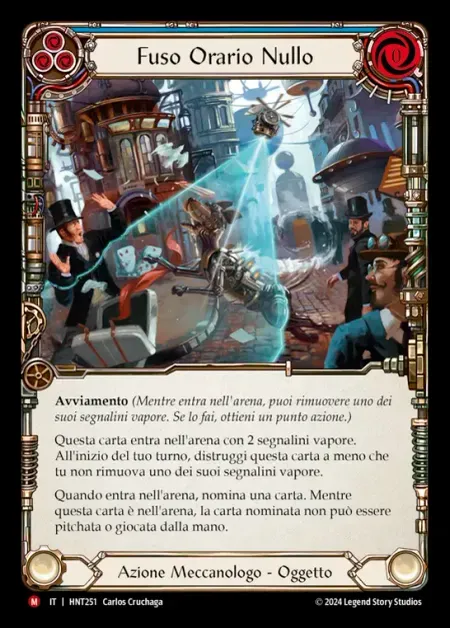 Fuso Orario Nullo
0
Avviamento (Mentre entra nell'arena, puoi rimuovere uno dei
suoi segnalini vapore. Se lo fai, ottieni un punto azione.)
Questa carta entra nell'arena con 2 segnalini vapore.
All'inizio del tuo turno, distruggi questa carta a meno che
tu non rimuova uno dei suoi segnalini vapore.
Quando entra nell'arena, nomina una carta. Mentre
questa carta è nell'arena, la carta nominata non può essere
pitchata o giocata dalla mano.
Azione Meccanologo - Oggetto
M IT | HNT251 Carlos Cruchaga © 2024 Legend Story Studios